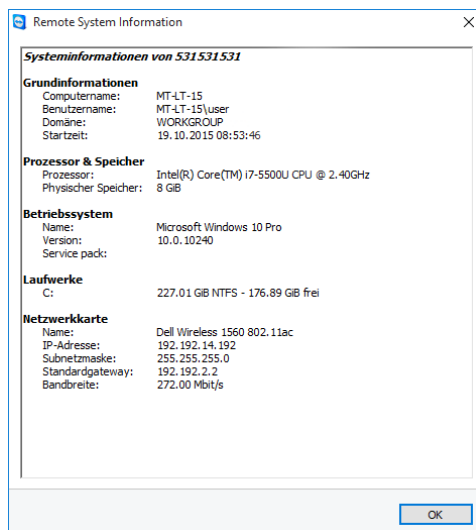 Remote System Information
Systeminformationen von 531531531
Grundinformationen
Computername: MT-LT-15
Benutzername: MT-LT-15\user
Domäne: WORKGROUP
Startzeit: 19.10.2015 08:53:46
Prozessor & Speicher
Prozessor: Intel(R) Core(TM) i7-5500U CPU @ 2.40GHz
Physischer Speicher: 8 GiB
Betriebssystem
Name: Microsoft Windows 10 Pro
Version: 10.0.10240
Service pack:
Laufwerke
C: 227.01 GiB NTFS - 176.89 GiB frei
Netzwerkkarte
Name: Dell Wireless 1560 802.11ac
IP-Adresse: 192.192.14.192
Subnetzmaske: 255.255.255.0
Standardgateway: 192.192.2.2
Bandbreite: 272.00 Mbit/s
OK